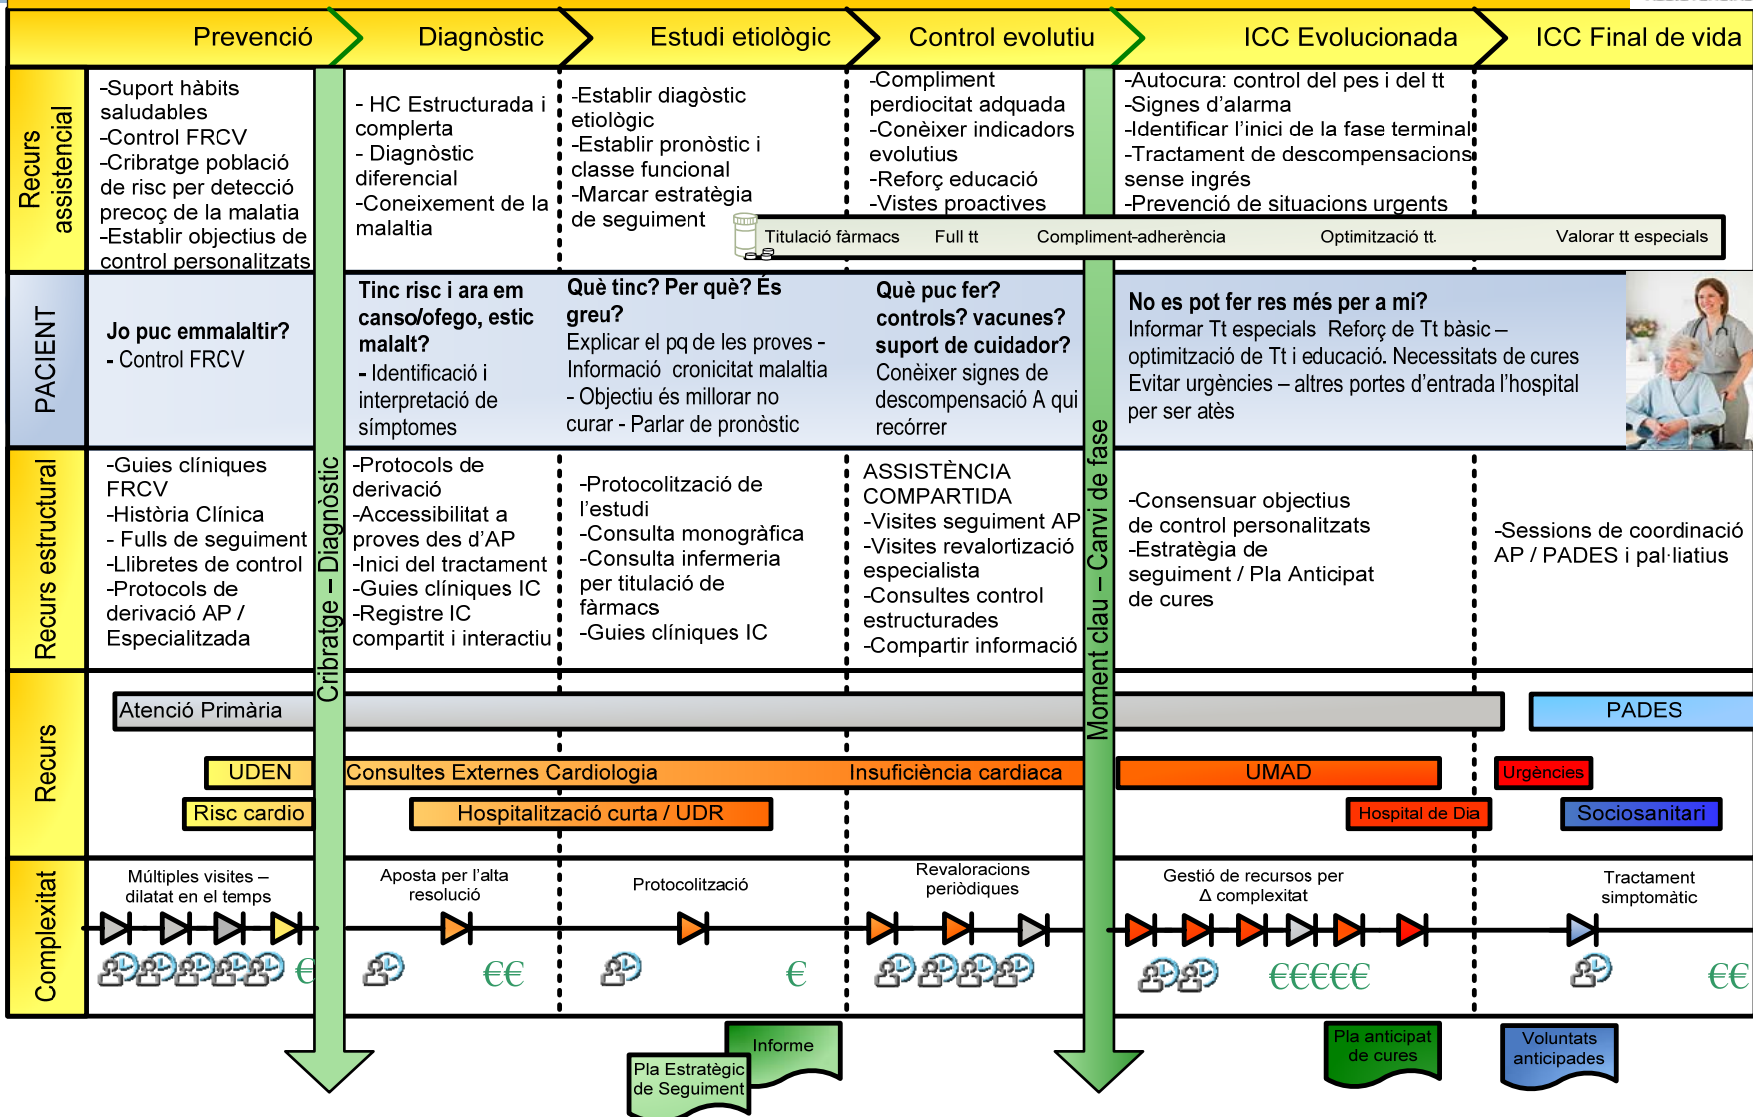 Prevenció
Diagnòstic
Estudi etiològic
Control evolutiu
ICC Evolucionada
ICC Final de vida
Recurs
assistencial
-Suport hàbits
saludables
-Control FRCV
-Cribratge població
de risc per detecció
precoç de la malatia
-Establir objectius de
control personalitzats
- HC Estructurada i
complerta
- Diagnòstic
diferencial
-Coneixement de la
malaltia
-Establir diagòstic
etiològic
-Establir pronòstic i
classe funcional
-Marcar estratègia
de seguiment
-Compliment
perdiocitat adquada
-Conèixer indicadors
evolutius
-Reforç educació
-Vistes proactives
-Autocura: control del pes i del tt
-Signes d'alarma
-Identificar l'inici de la fase terminal
-Tractament de descompensacions
sense ingrés
-Prevenció de situacions urgents
Titulació fàrmacs
Full tt
Compliment-adherència
Optimització tt.
Valorar tt especials
PACIENT
Jo puc emmalaltir?
- Control FRCV
Tinc risc i ara em
canso/ofego, estic
malalt?
- Identificació i
interpretació de
símptomes
Què tinc? Per què? És
greu?
Explicar el pq de les proves -
Informació cronicitat malaltia
- Objectiu és millorar no
curar - Parlar de pronòstic
Què puc fer?
controls? vacunes?
suport de cuidador?
Conèixer signes de
descompensació A qui
recórrer
No es pot fer res més per a mi?
Informar Tt especials Reforç de Tt bàsic –
optimització de Tt i educació. Necessitats de cures
Evitar urgències – altres portes d'entrada l'hospital
per ser atès
Recurs estructural
-Guies clíniques
FRCV
-Història Clínica
- Fulls de seguiment
-Llibretes de control
-Protocols de
derivació AP /
Especialitzada
Cribratge – Diagnòstic
-Protocols de
derivació
-Accessibilitat a
proves des d'AP
-Inici del tractament
-Guies clíniques IC
-Registre IC
compartit i interactiu
-Protocolització de
l'estudi
-Consulta monogràfica
-Consulta infermeria
per titulació de
fàrmacs
-Guies clíniques IC
ASSISTÈNCIA
COMPARTIDA
-Visites seguiment AP
-Visites revalortizació
especialista
-Consultes control
estructurades
-Compartir informació
Moment clau – Canvi de fase
-Consensuar objectius
de control personalitzats
-Estratègia de
seguiment / Pla Anticipat
de cures
-Sessions de coordinació
AP / PADES i pal·liatius
Recurs
Atenció Primària
PADES
UDEN
Consultes Externes Cardiologia
Insuficiència cardiaca
UMAD
Urgències
Risc cardio
Hospitalització curta / UDR
Hospital de Dia
Sociosanitari
Complexitat
Múltiples visites –
dilatat en el temps
Aposta per l'alta
resolució
Protocolització
Revaloracions
periòdiques
Gestió de recursos per
Δ complexitat
Tractament
simptomàtic
€
€€
€
€€€€€
€€
Informe
Pla Estratègic
de Seguiment
Pla anticipat
de cures
Voluntats
anticipades